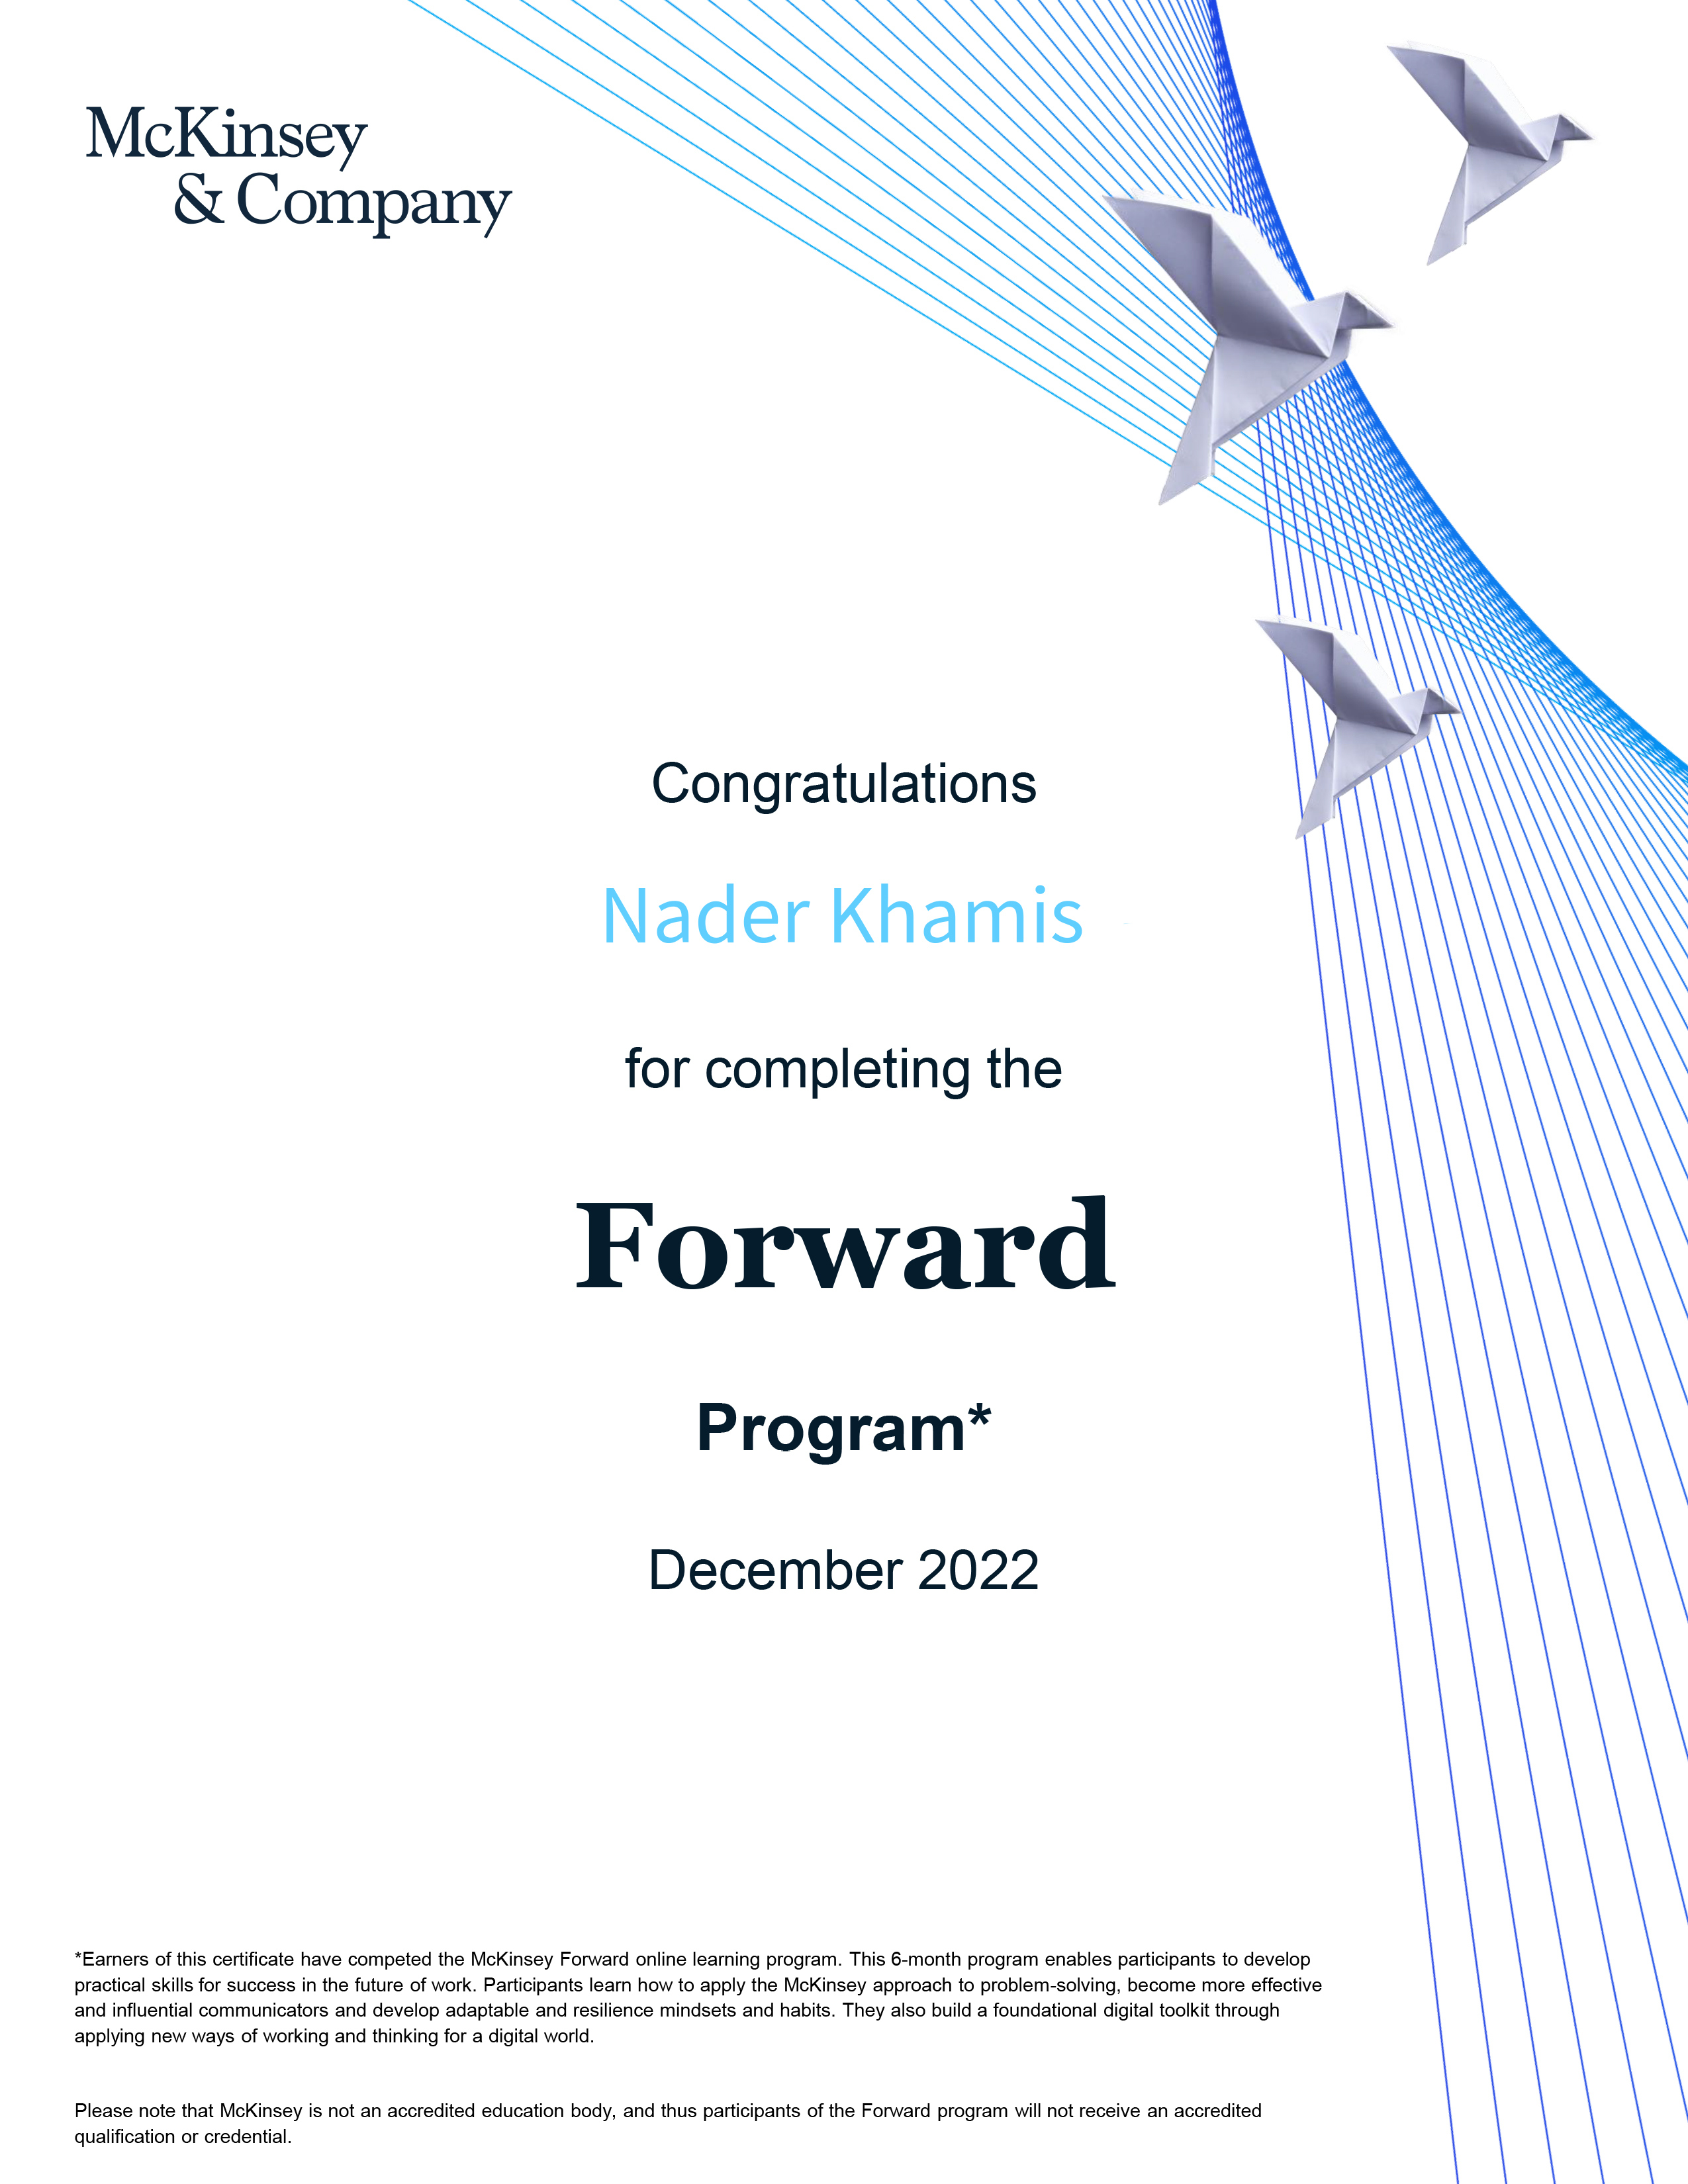 McKinsey
& Company
Congratulations
Nader Khamis
for completing the
Forward
Program*
December 2022
*Earners of this certificate have competed the McKinsey Forward online learning program. This 6-month program enables participants to develop
practical skills for success in the future of work. Participants learn how to apply the McKinsey approach to problem-solving, become more effective
and influential communicators and develop adaptable and resilience mindsets and habits. They also build a foundational digital toolkit through
applying new ways of working and thinking for a digital world.
Please note that McKinsey is not an accredited education body, and thus participants of the Forward program will not receive an accredited
qualification or credential.